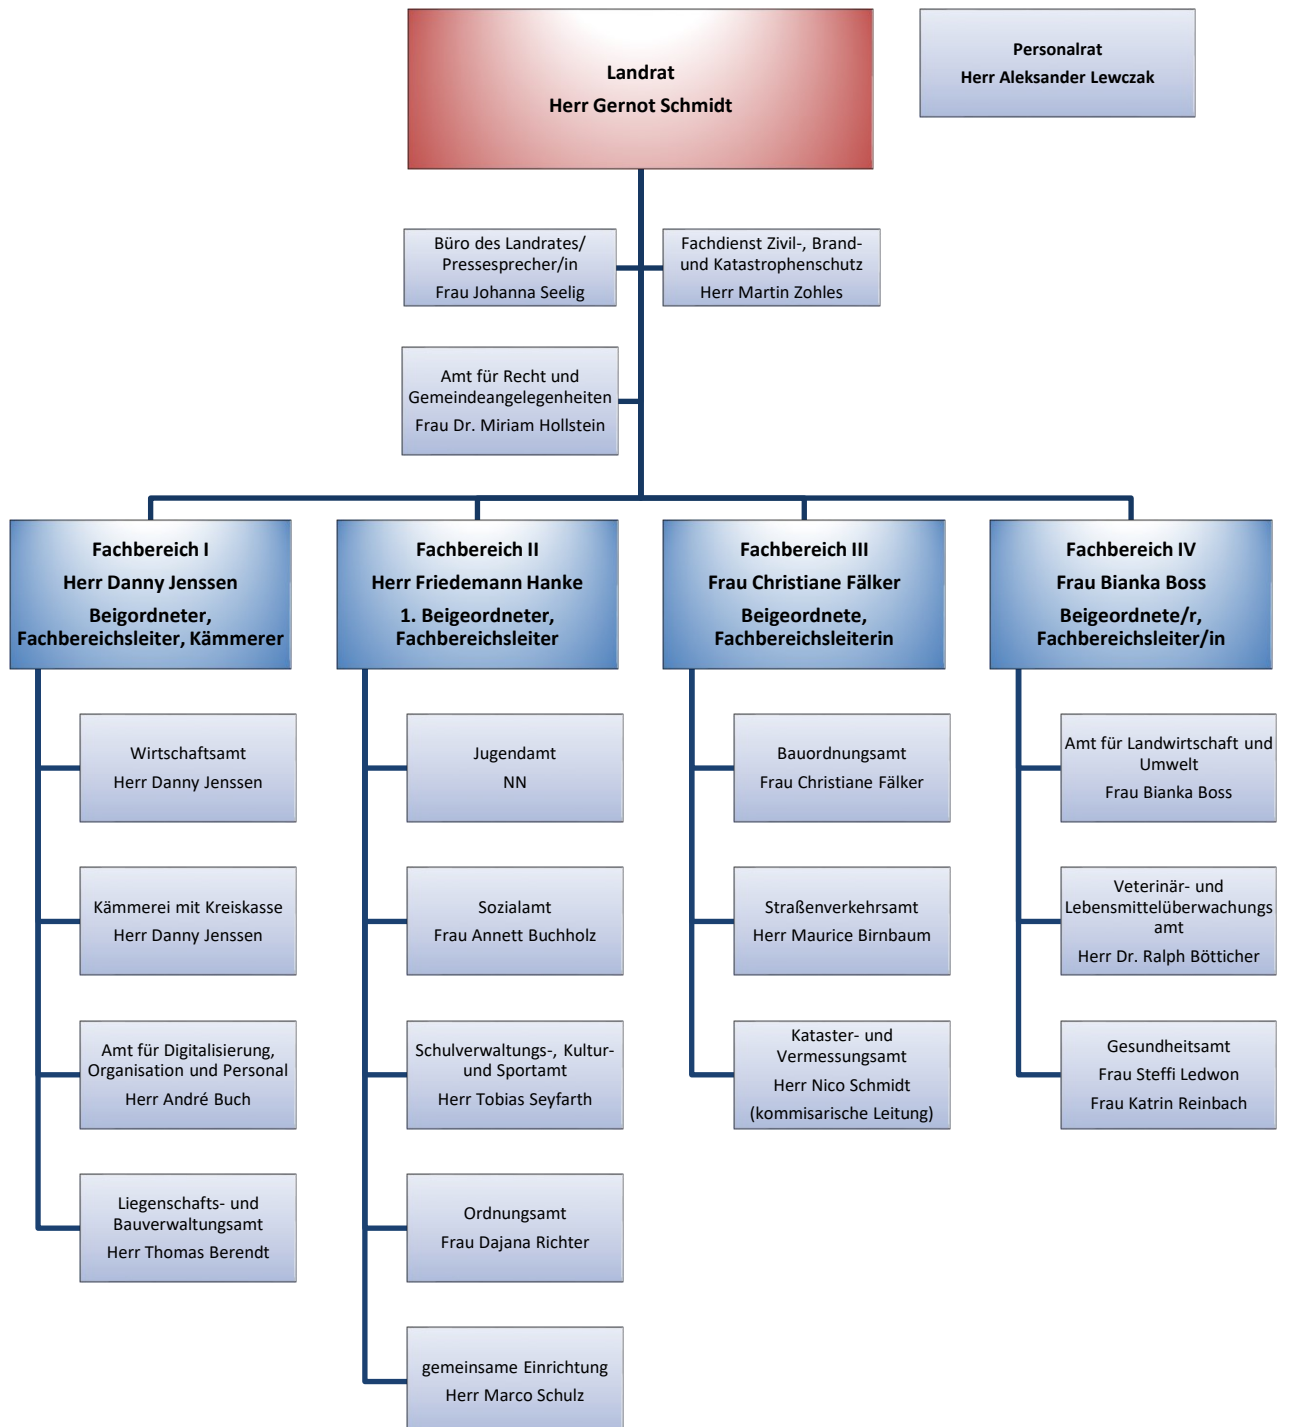 Landrat
Herr Gernot Schmidt
Personalrat
Herr Aleksander Lewczak
Büro des Landrates/
Pressesprecher/in
Frau Johanna Seelig
Fachdienst Zivil-, Brand-
und Katastrophenschutz
Herr Martin Zohles
Amt für Recht und
Gemeindeangelegenheiten
Frau Dr. Miriam Hollstein
Fachbereich I
Herr Danny Jenssen
Beigordneter,
Fachbereichsleiter, Kämmerer
Fachbereich II
Herr Friedemann Hanke
1. Beigeordneter,
Fachbereichsleiter
Fachbereich III
Frau Christiane Fälker
Beigeordnete,
Fachbereichsleiterin
Fachbereich IV
Frau Bianka Boss
Beigeordnete/r,
Fachbereichsleiter/in
Wirtschaftsamt
Herr Danny Jenssen
Jugendamt
NN
Bauordnungsamt
Frau Christiane Fälker
Amt für Landwirtschaft und
Umwelt
Frau Bianka Boss
Kämmerei mit Kreiskasse
Herr Danny Jenssen
Sozialamt
Frau Annett Buchholz
Straßenverkehrsamt
Herr Maurice Birnbaum
Veterinär- und
Lebensmittelüberwachungs
amt
Herr Dr. Ralph Bötticher
Amt für Digitalisierung,
Organisation und Personal
Herr André Buch
Schulverwaltungs-, Kultur-
und Sportamt
Herr Tobias Seyfarth
Kataster- und
Vermessungsamt
Herr Nico Schmidt
(kommisarische Leitung)
Gesundheitsamt
Frau Steffi Ledwon
Frau Katrin Reinbach
Liegenschafts- und
Bauverwaltungsamt
Herr Thomas Berendt
Ordnungsamt
Frau Dajana Richter
gemeinsame Einrichtung
Herr Marco Schulz